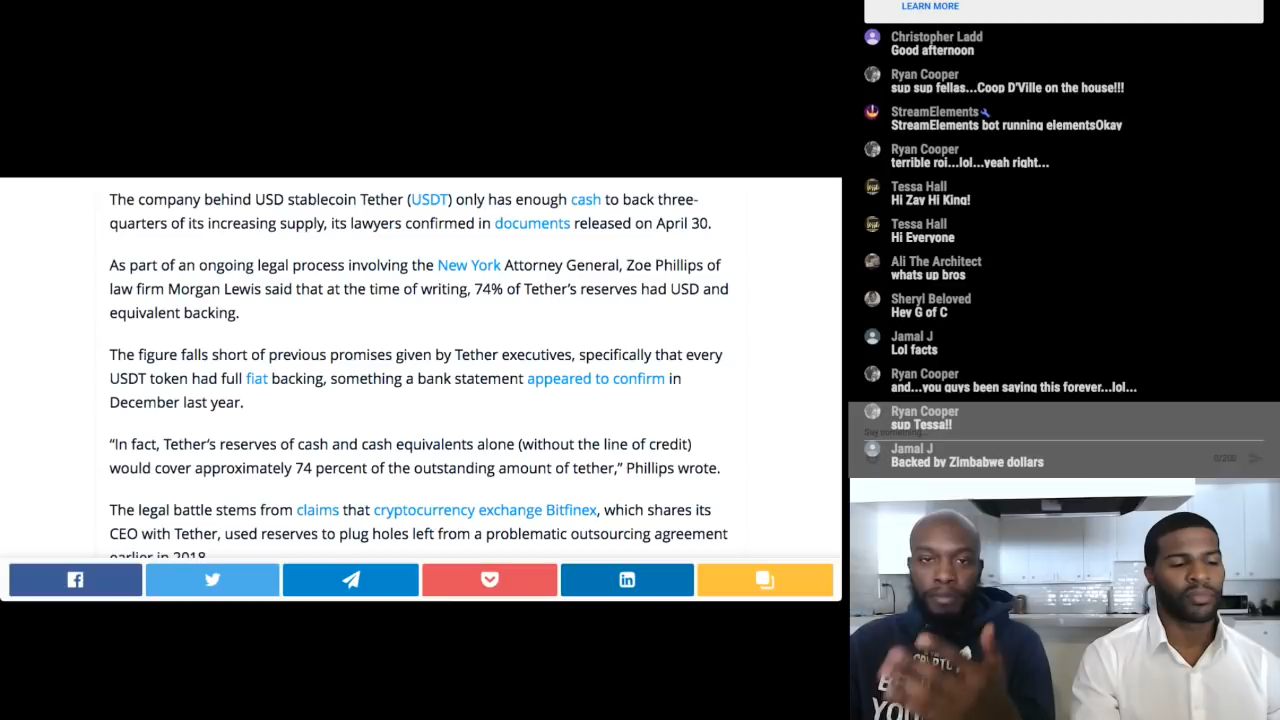 The company behind USD stablecoin Tether (USDT) only has enough cash to back three-
quarters of its increasing supply, its lawyers confirmed in documents released on April 30.
As part of an ongoing legal process involving the New York Attorney General, Zoe Phillips of
law firm Morgan Lewis said that at the time of writing, 74% of Tether’s reserves had USD and
equivalent backing.
The figure falls short of previous promises given by Tether executives, specifically that every
USDT token had full fiat backing, something a bank statement appeared to confirm in
December last year.
“In fact, Tether’s reserves of cash and cash equivalents alone (without the line of credit)
would cover approximately 74 percent of the outstanding amount of tether,” Phillips wrote.
The legal battle stems from claims that cryptocurrency exchange Bitfinex, which shares its
CEO with Tether, used reserves to plug holes left from a problematic outsourcing agreement
earlier in 2018
LEARN MORE
Christopher Ladd
Good afternoon
Ryan Cooper
sup sup fellas...Coop D'Ville on the house!!!
StreamElements
StreamElements bot running elementsOkay
Ryan Cooper
terrible roi...lol...yeah right...
Tessa Hall
Hi Zay Hi King!
Tessa Hall
Hi Everyone
Ali The Architect
whats up bros
Sheryl Beloved
Hey G of C
Jamal J
Lol facts
Ryan Cooper
and...you guys been saying this forever...lol...
Ryan Cooper
sup Tessa!!
Say something...
Jamal J
Backed by Zimbabwe dollars
0/200
YOU